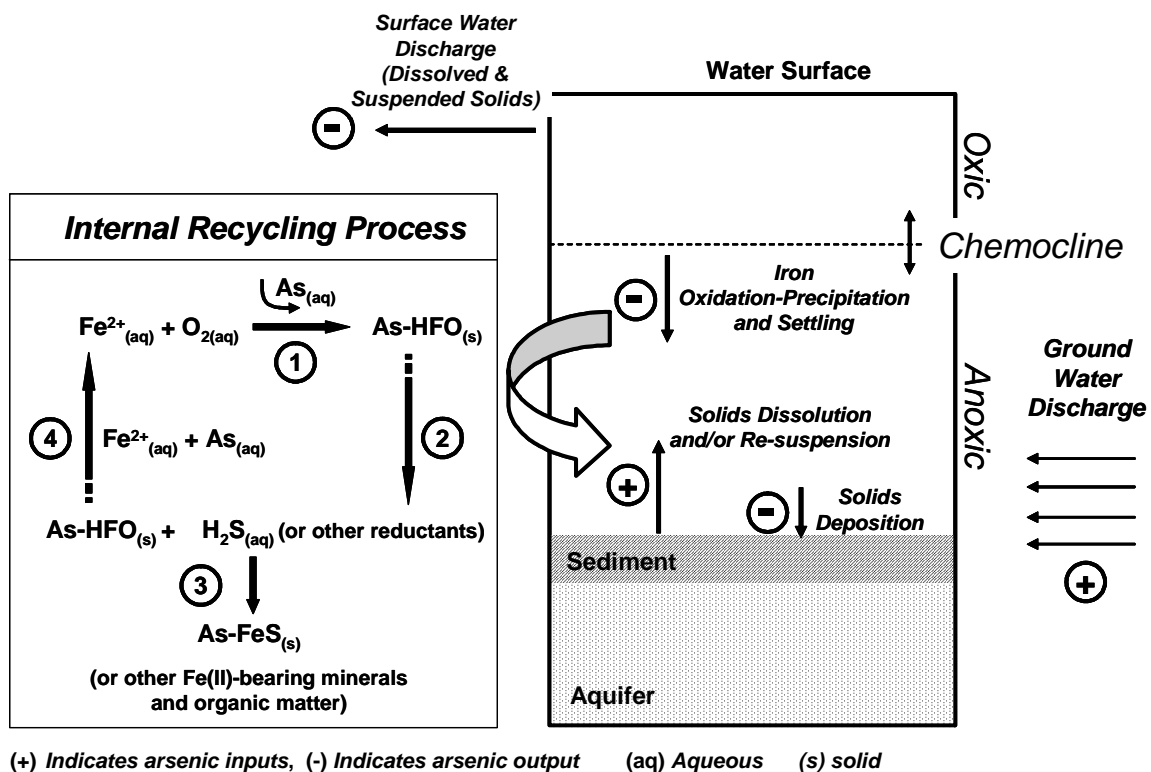 Surface Water
Discharge
(Dissolved &
Suspended Solids)
-
Water Surface
Oxic
Chemocline
Anoxic
Internal Recycling Process
As(aq)
Fe2+(aq) + O2(aq)
As-HFO(s)
1
4
Fe2+(aq) + As(aq)
2
As-HFO(s) + H2S(aq) (or other reductants)
3
As-FeS(s)
(or other Fe(II)-bearing minerals
and organic matter)
-
Iron
Oxidation-Precipitation
and Settling
Solids Dissolution
and/or Re-suspension
+
-
Solids
Deposition
Sediment
Aquifer
Ground
Water
Discharge
+
(+) Indicates arsenic inputs, (-) Indicates arsenic output (aq) Aqueous (s) solid